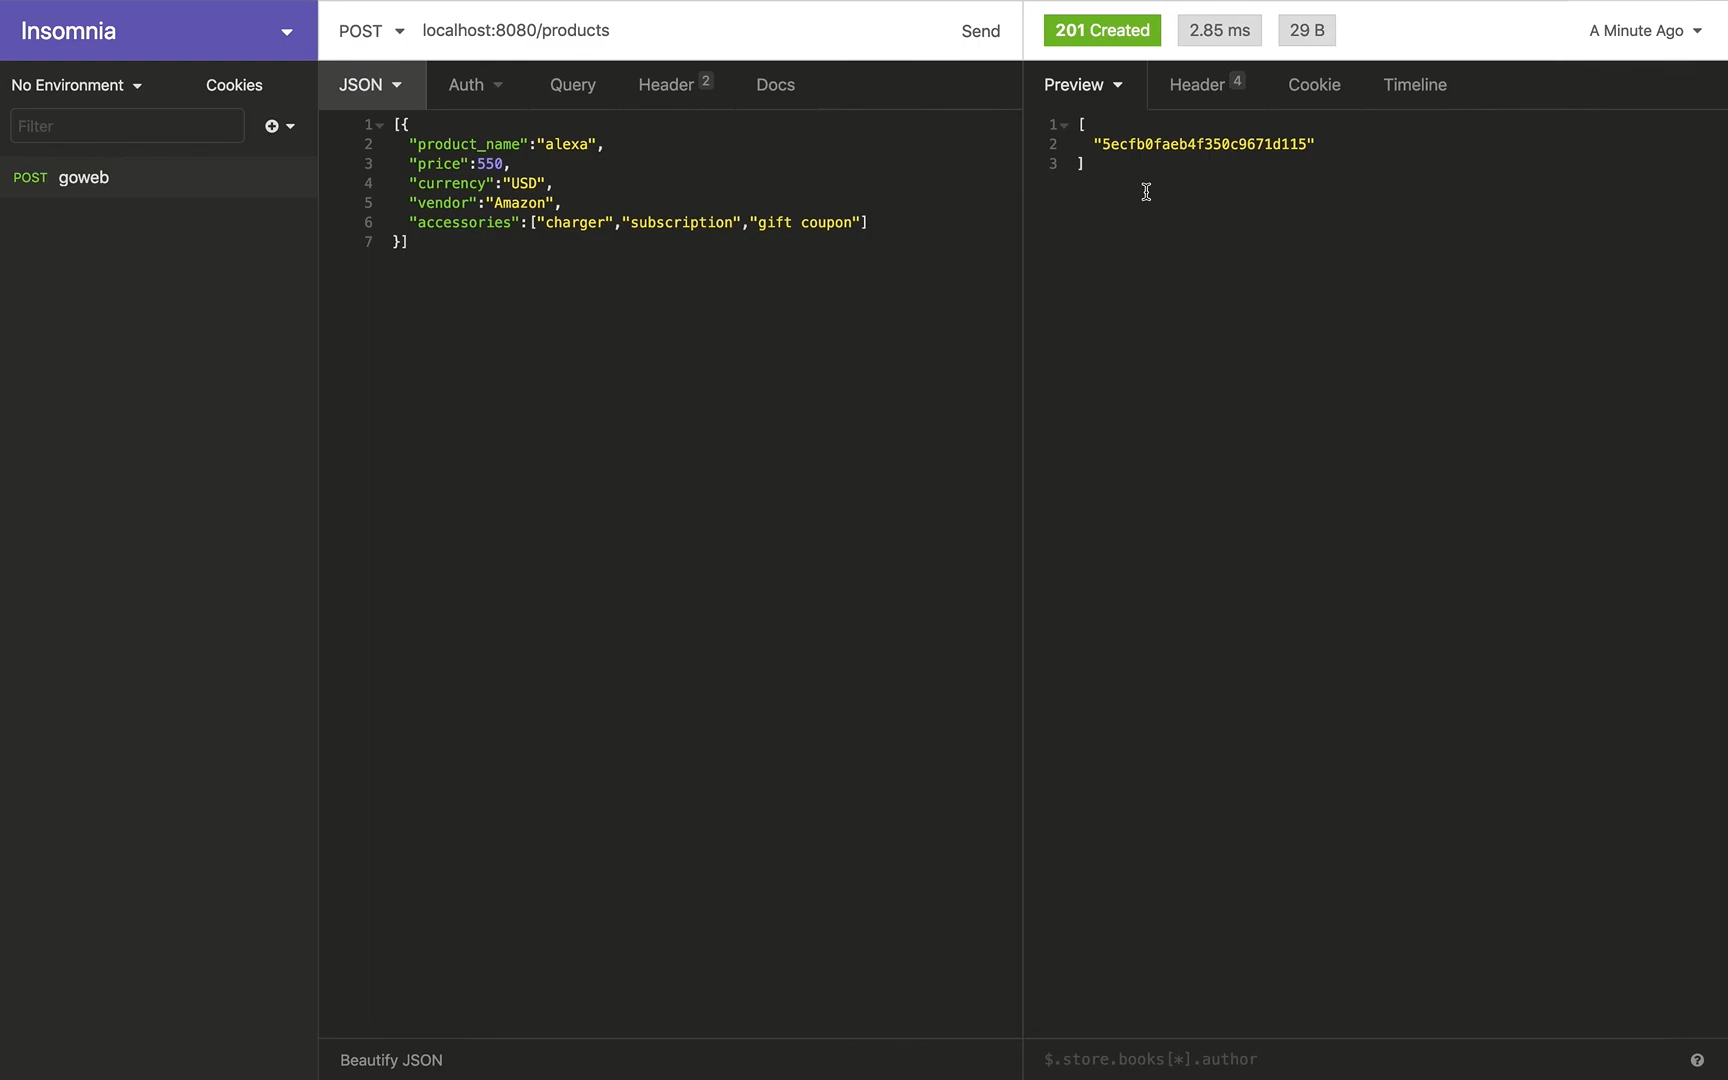 Insomnia
POST localhost:8080/products Send
201 Created 2.85 ms 29 B A Minute Ago
No Environment Cookies
JSON Auth Query Header 2 Docs
Preview Header 4 Cookie Timeline
Filter
POST goweb
1 [{
2 "product_name":"alexa",
3 "price":550,
4 "currency":"USD",
5 "vendor":"Amazon",
6 "accessories":["charger","subscription","gift coupon"]
7 }]
1 [
2 "5ecfb0faeb4f350c9671d115"
3 ]
Beautify JSON
$.store.books[*].author
?